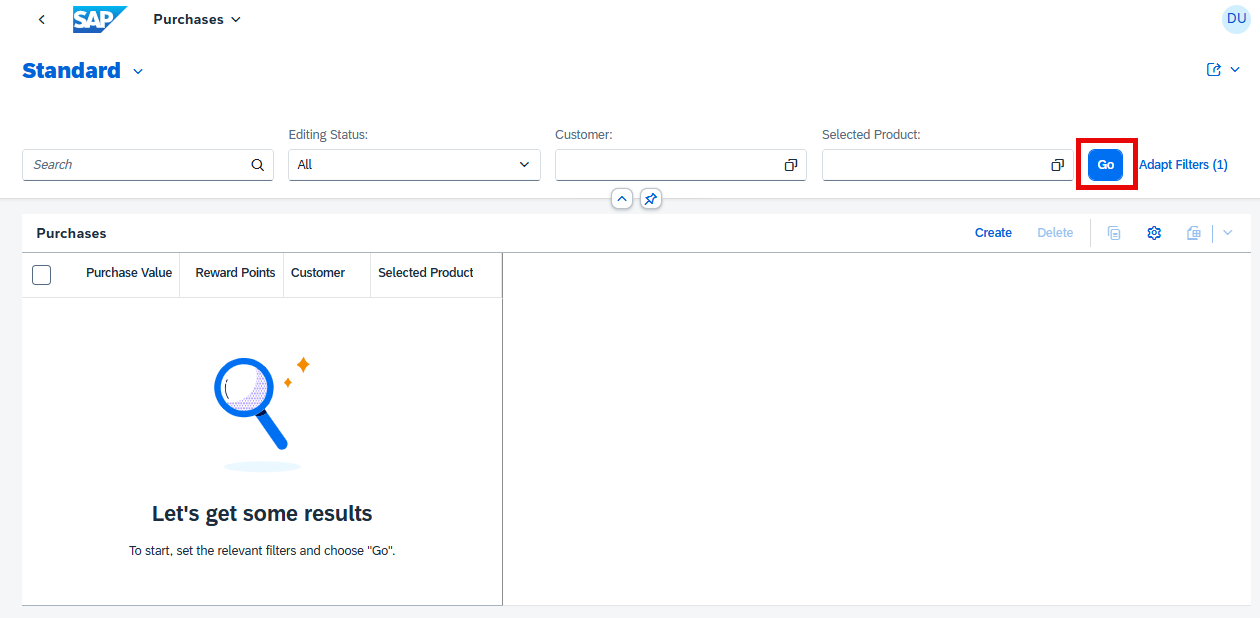 SAP Purchases DU
Standard
Editing Status: Customer: Selected Product:
Search All Go Adapt Filters (1)
Purchases Create Delete
Purchase Value Reward Points Customer Selected Product
Let's get some results
To start, set the relevant filters and choose "Go".